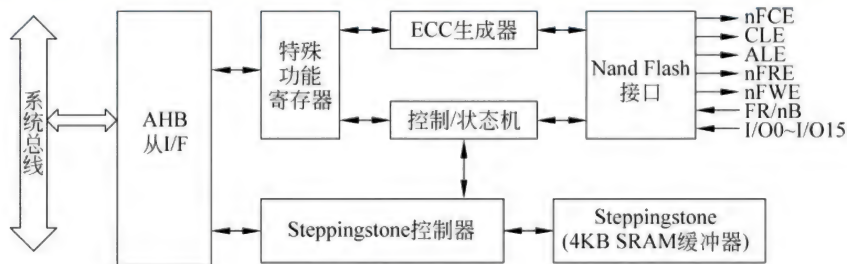 系统总线
AHB
从I/F
特殊
功能
寄存器
ECC生成器
控制/状态机
Nand Flash
接口
nFCE
CLE
ALE
nFRE
nFWE
FR/nB
I/O0~I/O15
Steppingstone控制器
Steppingstone
(4KB SRAM缓冲器)